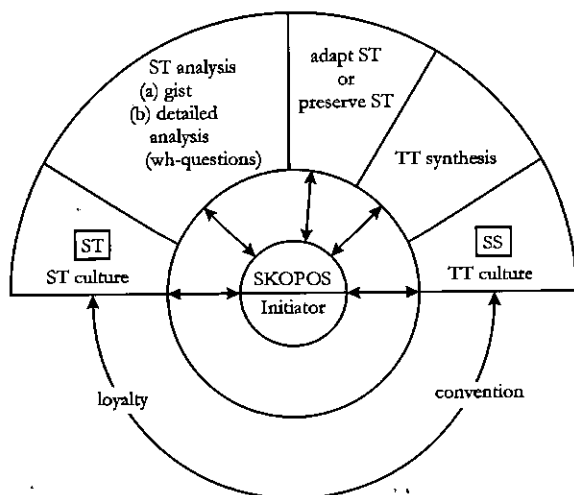 ST analysis
(a) gist
(b) detailed
analysis
(wh-questions)
adapt ST
or
preserve ST
TT synthesis
ST
ST culture
SS
TT culture
SKOPOS
Initiator
loyalty
convention